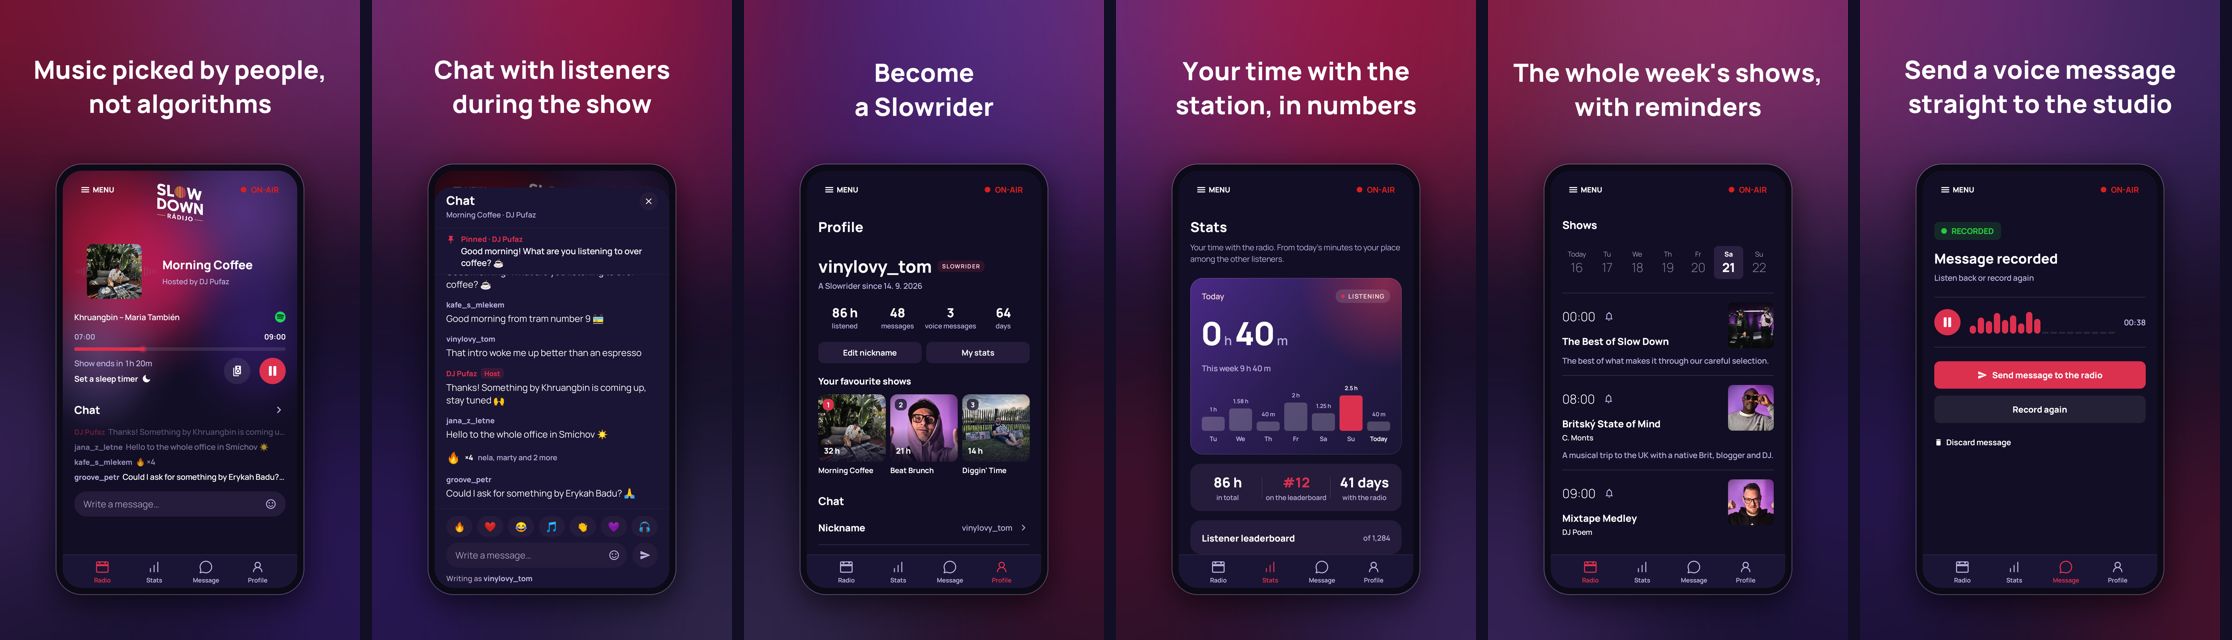 Music picked by people,
not algorithms
MENU
SLOW
DOWN
RÁDIJO
ON-AIR
Morning Coffee
Hosted by DJ Pufaz
Khruangbin – Maria También
07:00
09:00
Show ends in 1 h 20m
Set a sleep timer
Chat
DJ Pufaz Thanks! Something by Khruangbin is coming u...
jana_z_letne Hello to the whole office in Smíchov ☀️
kafe_s_mlekem 🔥 ×4
groove_petr Could I ask for something by Erykah Badu?...
Write a message...
Radio
Stats
Message
Profile
Chat with listeners
during the show
Chat
Morning Coffee · DJ Pufaz
Pinned · DJ Pufaz
Good morning! What are you listening to over
coffee? ☕
coffee? ☕
kafe_s_mlekem
Good morning from tram number 9 🚋
vinylovy_tom
That intro woke me up better than an espresso
DJ Pufaz Host
Thanks! Something by Khruangbin is coming up,
stay tuned 🙌
jana_z_letne
Hello to the whole office in Smíchov ☀️
🔥 ×4 nela, marty and 2 more
groove_petr
Could I ask for something by Erykah Badu? 🙏
Write a message...
Writing as vinylovy_tom
Become
a Slowrider
MENU
ON-AIR
Profile
vinylovy_tom SLOWRIDER
A Slowrider since 14. 9. 2026
86 h
listened
48
messages
3
voice messages
64
days
Edit nickname
My stats
Your favourite shows
1
32 h
Morning Coffee
2
21 h
Beat Brunch
3
14 h
Diggin' Time
Chat
Nickname
vinylovy_tom
Radio
Stats
Message
Profile
Your time with the
station, in numbers
MENU
ON-AIR
Stats
Your time with the radio. From today's minutes to your place
among the other listeners.
Today
LISTENING
0 h 40 m
This week 9 h 40 m
1 h
1.58 h
40 m
2 h
1.25 h
2.5 h
40 m
Tu
We
Th
Fr
Sa
Su
Today
86 h
in total
#12
on the leaderboard
41 days
with the radio
Listener leaderboard
of 1,284
Radio
Stats
Message
Profile
The whole week's shows,
with reminders
MENU
ON-AIR
Shows
Today
16
Tu
17
We
18
Th
19
Fr
20
Sa
21
Su
22
00:00
The Best of Slow Down
The best of what makes it through our careful selection.
08:00
Britský State of Mind
C. Monts
A musical trip to the UK with a native Brit, blogger and DJ.
09:00
Mixtape Medley
DJ Poem
Radio
Stats
Message
Profile
Send a voice message
straight to the studio
MENU
ON-AIR
RECORDED
Message recorded
Listen back or record again
00:38
Send message to the radio
Record again
Discard message
Radio
Stats
Message
Profile